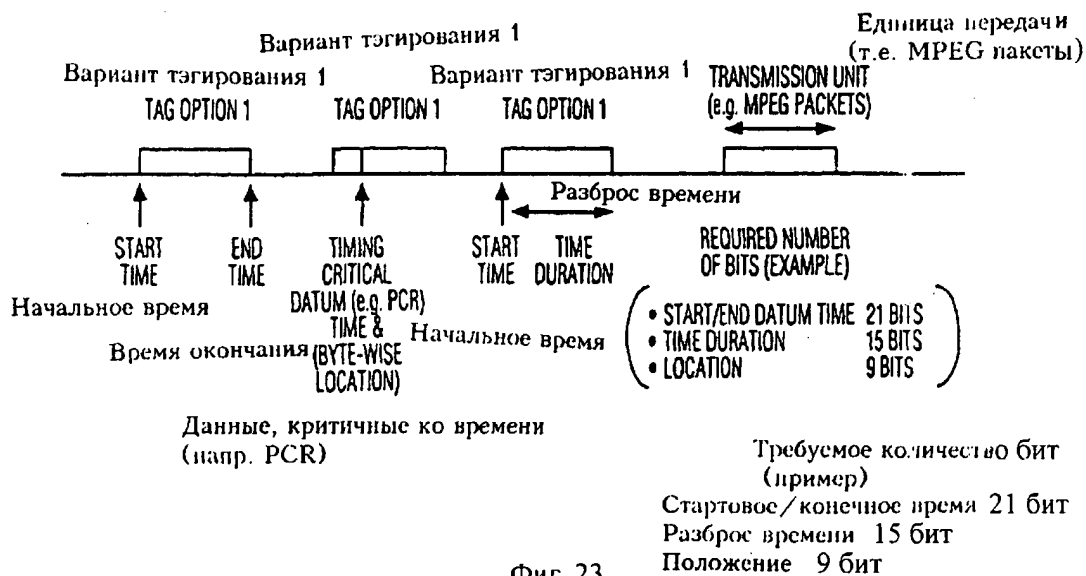 Вариант тэгирования 1
Единица передачи
(т.е. MPEG пакеты)
Вариант тэгирования 1
Вариант тэгирования 1
TAG OPTION 1
TAG OPTION 1
TAG OPTION 1
TRANSMISSION UNIT
(e.g. MPEG PACKETS)
Разброс времени
START
TIME
END
TIME
TIMING
CRITICAL
DATUM (e.g. PCR)
TIME &
(BYTE-WISE
LOCATION)
START
TIME
TIME
DURATION
REQUIRED NUMBER
OF BITS (EXAMPLE)
• START/END DATUM TIME 21 BITS
• TIME DURATION 15 BITS
• LOCATION 9 BITS
Начальное время
Время окончания
Начальное время
Данные, критичные ко времени
(напр. PCR)
Требуемое количество бит
(пример)
Стартовое/конечное время 21 бит
Разброс времени 15 бит
Положение 9 бит
Фиг. 23